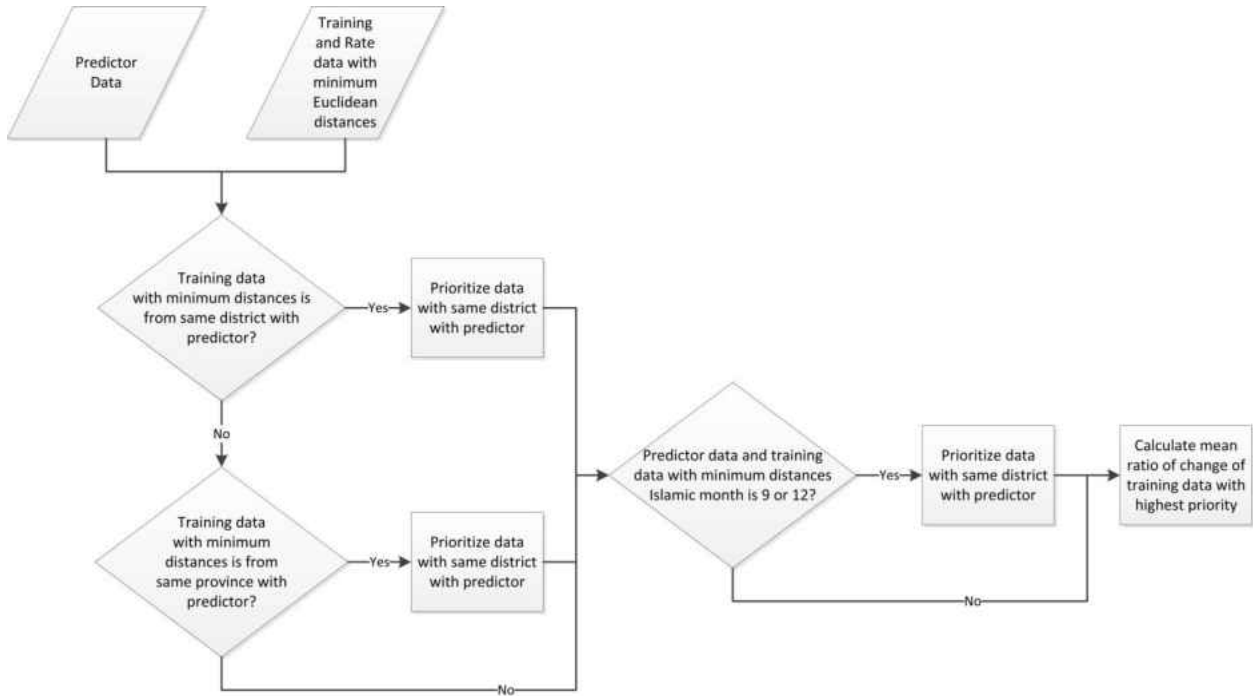 Predictor
Data
Training
and Rate
data with
minimum
Euclidean
distances
Training data
with minimum distances is
from same district with
predictor?
Yes
Prioritize data
with same district
with predictor
No
Training data
with minimum
distances is from
same province with
predictor?
Yes
Prioritize data
with same district
with predictor
No
Predictor data and training
data with minimum distances
Islamic month is 9 or 12?
Yes
Prioritize data
with same district
with predictor
No
Calculate mean
ratio of change of
training data with
highest priority